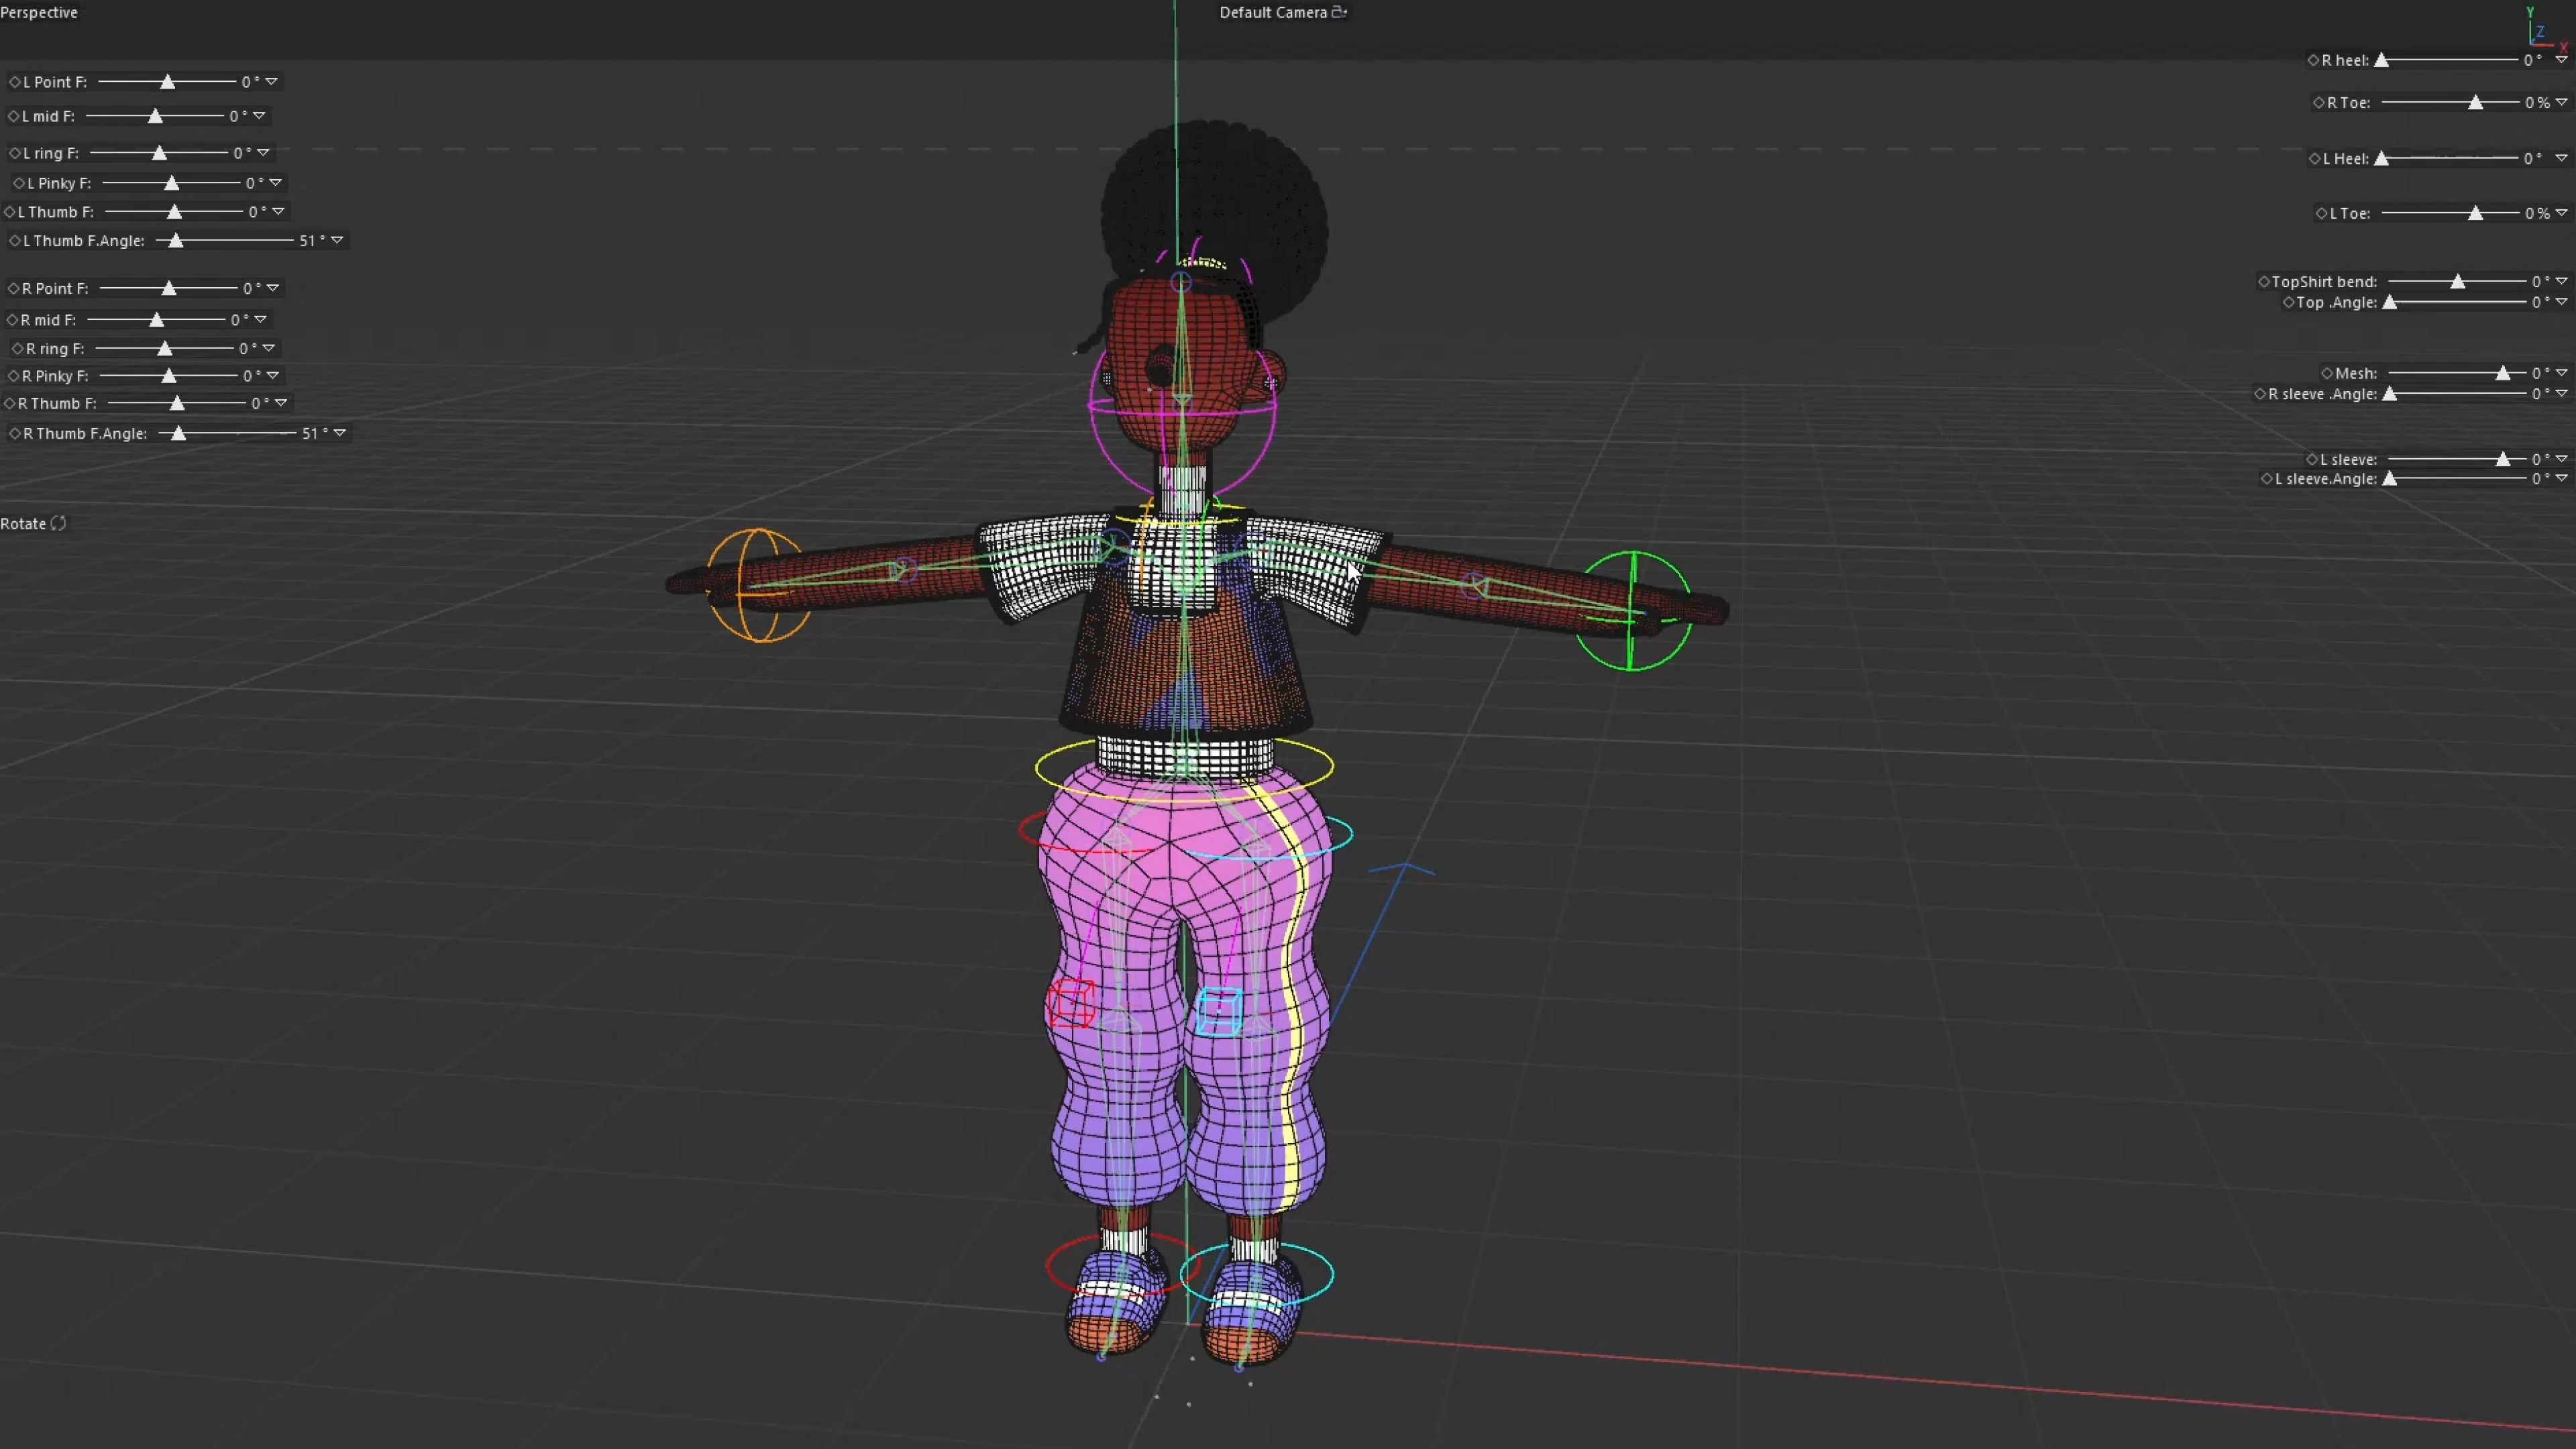 Perspective
Default Camera
Y
Z
X
L Point F: 0 °
L mid F: 0 °
L ring F: 0 °
L Pinky F: 0 °
L Thumb F: 0 °
L Thumb F.Angle: 51 °
R Point F: 0 °
R mid F: 0 °
R ring F: 0 °
R Pinky F: 0 °
R Thumb F: 0 °
R Thumb F.Angle: 51 °
Rotate
R heel: 0 °
R Toe: 0 %
L Heel: 0 °
L Toe: 0 %
TopShirt bend: 0 °
Top .Angle: 0 °
Mesh: 0 °
R sleeve .Angle: 0 °
L sleeve: 0 °
L sleeve.Angle: 0 °